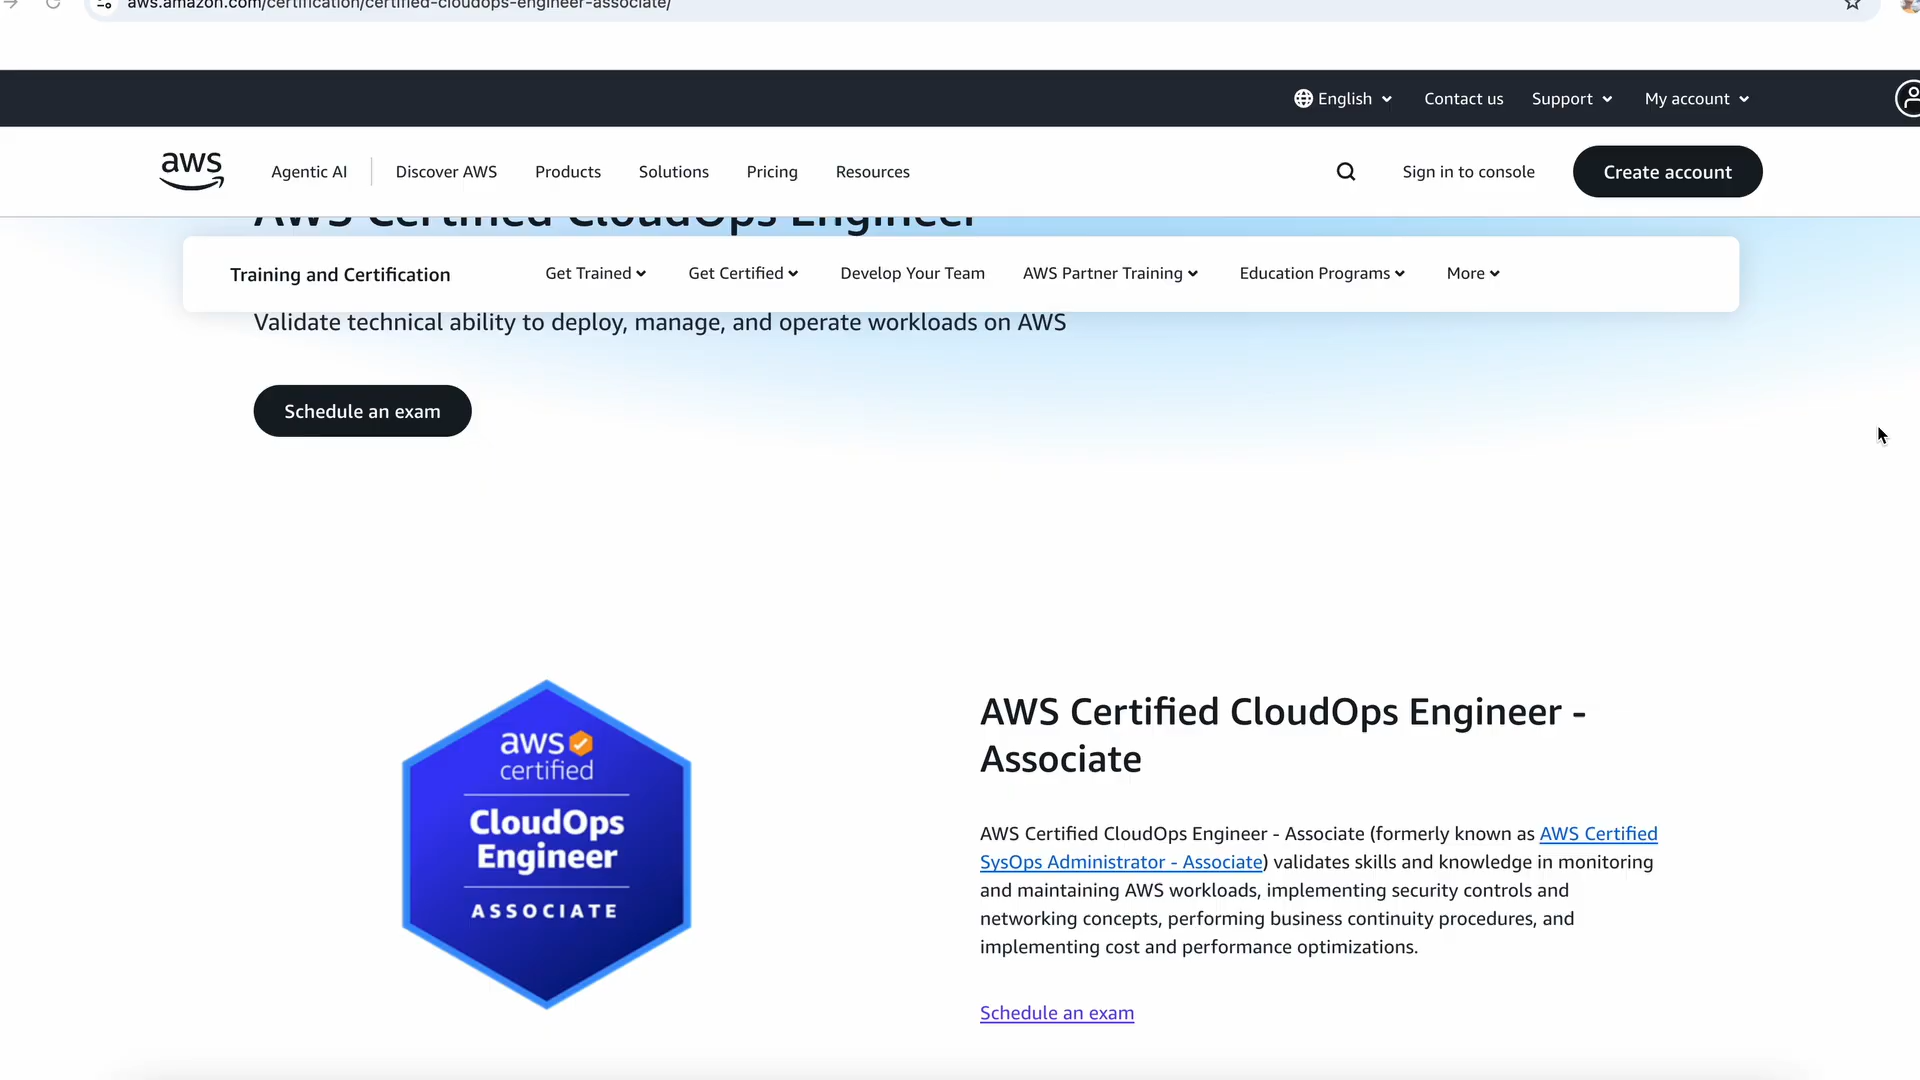 aws.amazon.com/certification/certified-cloudops-engineer-associate/
English Contact us Support My account
aws Agentic AI Discover AWS Products Solutions Pricing Resources Sign in to console Create account
AWS Certified CloudOps Engineer
Training and Certification Get Trained Get Certified Develop Your Team AWS Partner Training Education Programs More
Validate technical ability to deploy, manage, and operate workloads on AWS
Schedule an exam
aws
certified
CloudOps
Engineer
ASSOCIATE
AWS Certified CloudOps Engineer -
Associate
AWS Certified CloudOps Engineer - Associate (formerly known as AWS Certified
SysOps Administrator - Associate) validates skills and knowledge in monitoring
and maintaining AWS workloads, implementing security controls and
networking concepts, performing business continuity procedures, and
implementing cost and performance optimizations.
Schedule an exam